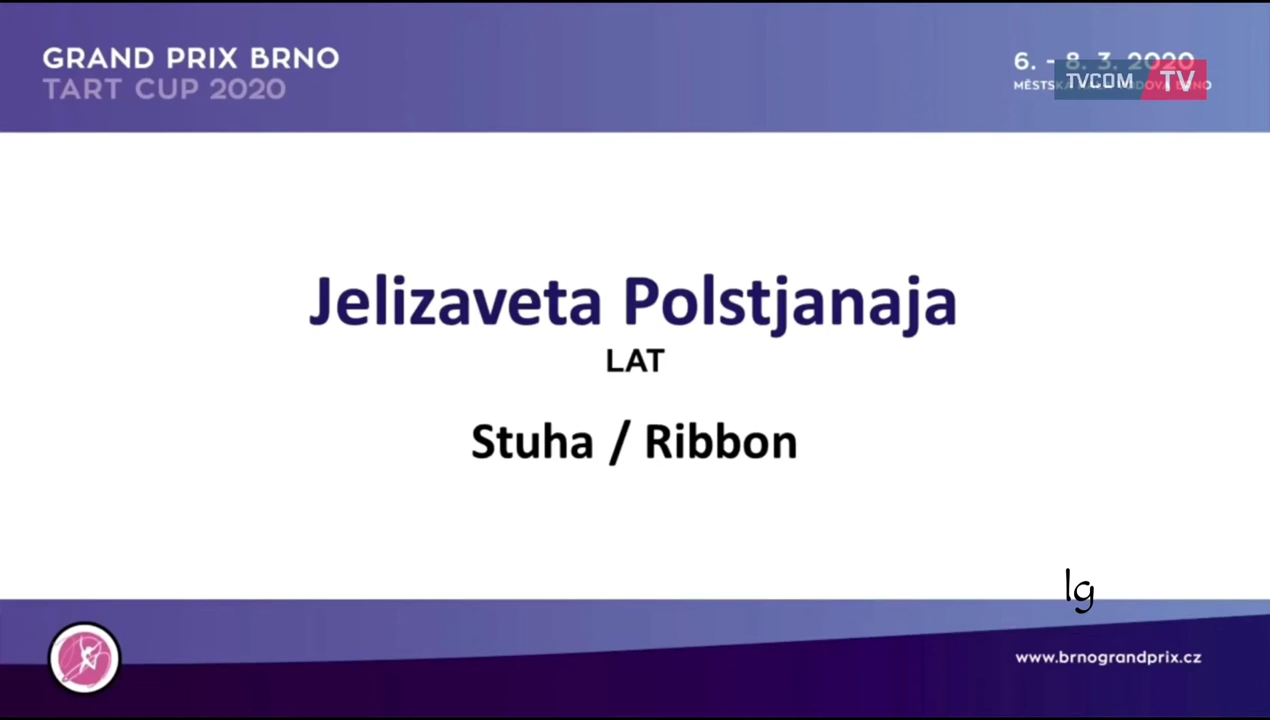 GRAND PRIX BRNO
TART CUP 2020
6. - 8. 3. 2020
TVCOM TV
Jelizaveta Polstjanaja
LAT
Stuha / Ribbon
lg
www.brnograndprix.cz